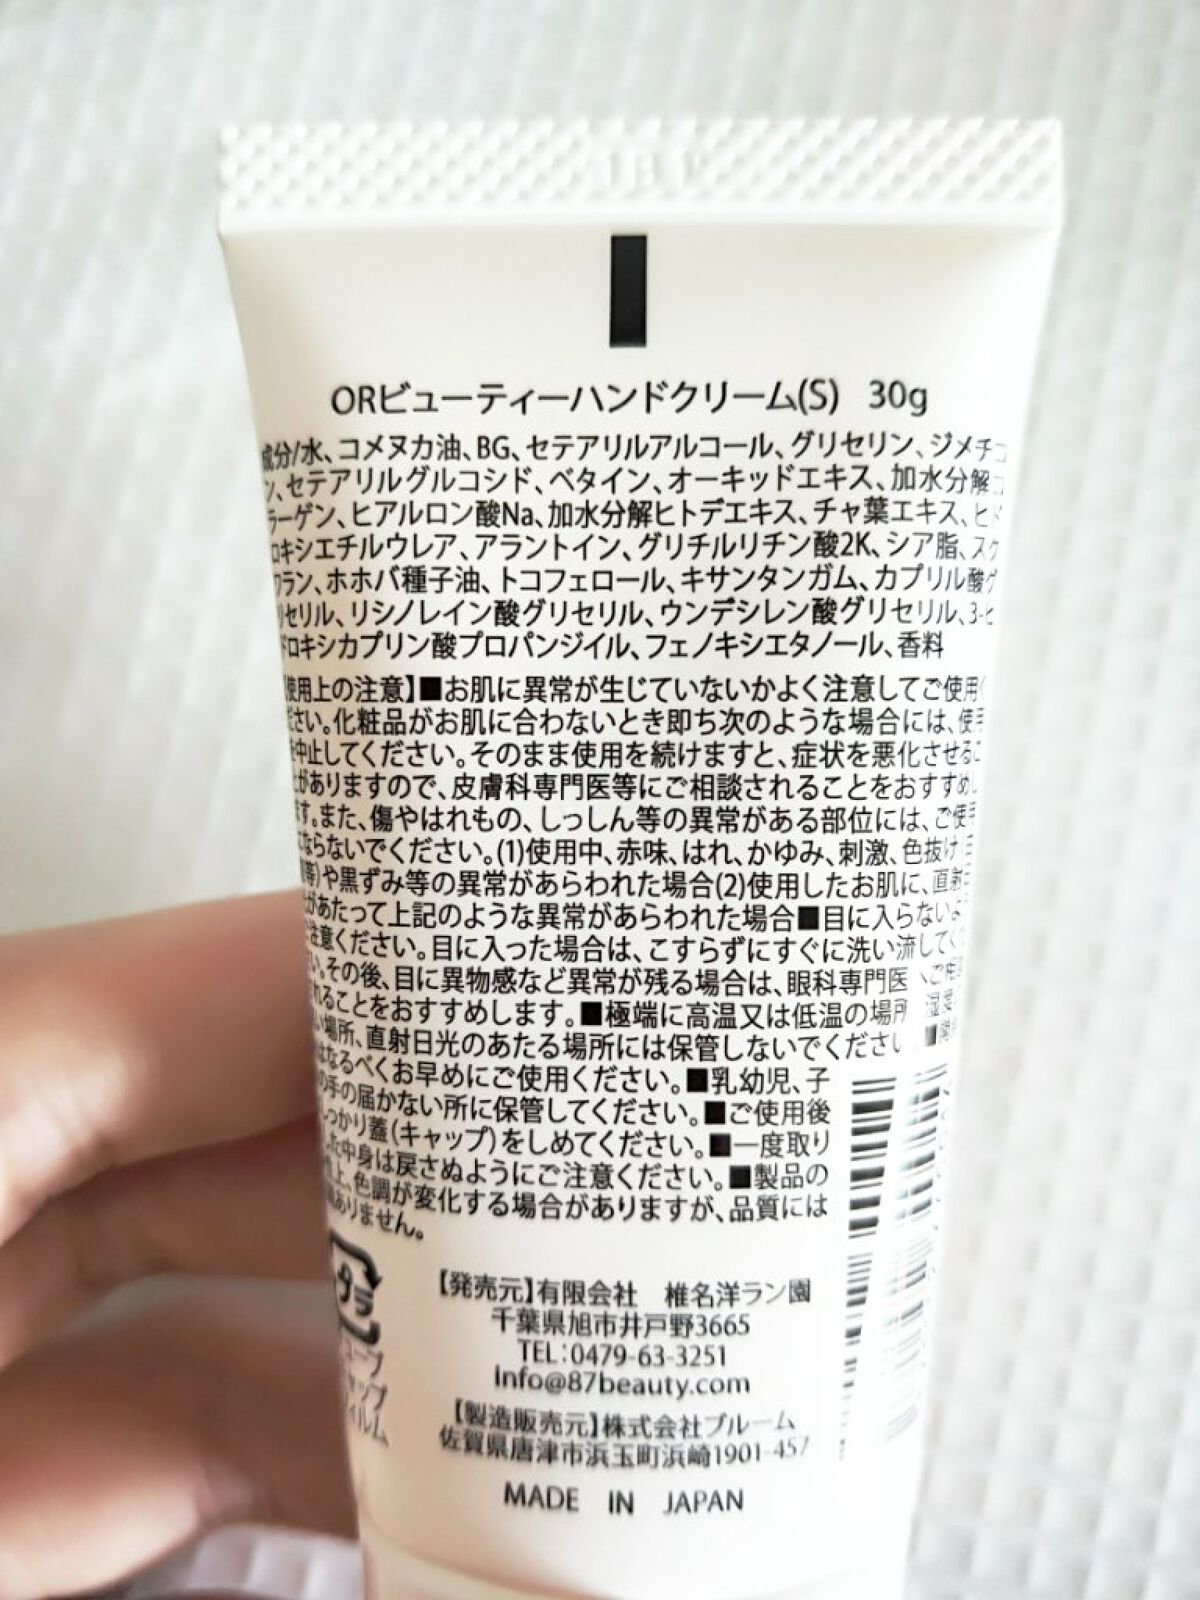 ORビューティーハンドクリーム(S) 30g
成分/水、コメヌカ油、BG、セテアリルアルコール、グリセリン、ジメチコ
ン、セテアリルグルコシド、ベタイン、オーキッドエキス、加水分解コ
ラーゲン、ヒアルロン酸Na、加水分解ヒトデエキス、チャ葉エキス、ヒド
ロキシエチルウレア、アラントイン、グリチルリチン酸2K、シア脂、スク
ワラン、ホホバ種子油、トコフェロール、キサンタンガム、カプリル酸グ
リセリル、リシノレイン酸グリセリル、ウンデシレン酸グリセリル、3-ヒ
ドロキシカプリン酸プロパンジイル、フェノキシエタノール、香料
使用上の注意】■お肌に異常が生じていないかよく注意してご使用く
ださい。化粧品がお肌に合わないとき即ち次のような場合には、使用
を中止してください。そのまま使用を続けますと、症状を悪化させるこ
とがありますので、皮膚科専門医等にご相談されることをおすすめし
ます。また、傷やはれもの、しっしん等の異常がある部位には、ご使用
にならないでください。(1)使用中、赤味、はれ、かゆみ、刺激、色抜け
等)や黒ずみ等の異常があらわれた場合(2)使用したお肌に、直射
があたって上記のような異常があらわれた場合■目に入らないよ
注意ください。目に入った場合は、こすらずにすぐに洗い流してく
い。その後、目に異物感など異常が残る場合は、眼科専門医へご相
れることをおすすめします。■極端に高温又は低温の場所 湿度
い場所、直射日光のあたる場所には保管しないでください ■開
はなるべくお早めにご使用ください。■乳幼児、子
の手の届かない所に保管してください。■ご使用後
しっかり蓋(キャップ)をしめてください。■一度取り
した中身は戻さぬようにご注意ください。■製品の
上、色調が変化する場合がありますが、品質には
ありません。
プラ
【発売元】有限会社 椎名洋ラン園
千葉県旭市井戸野3665
TEL:0479-63-3251
Info@87beauty.com
【製造販売元】株式会社ブルーム
佐賀県唐津市浜玉町浜崎1901-457
MADE IN JAPAN